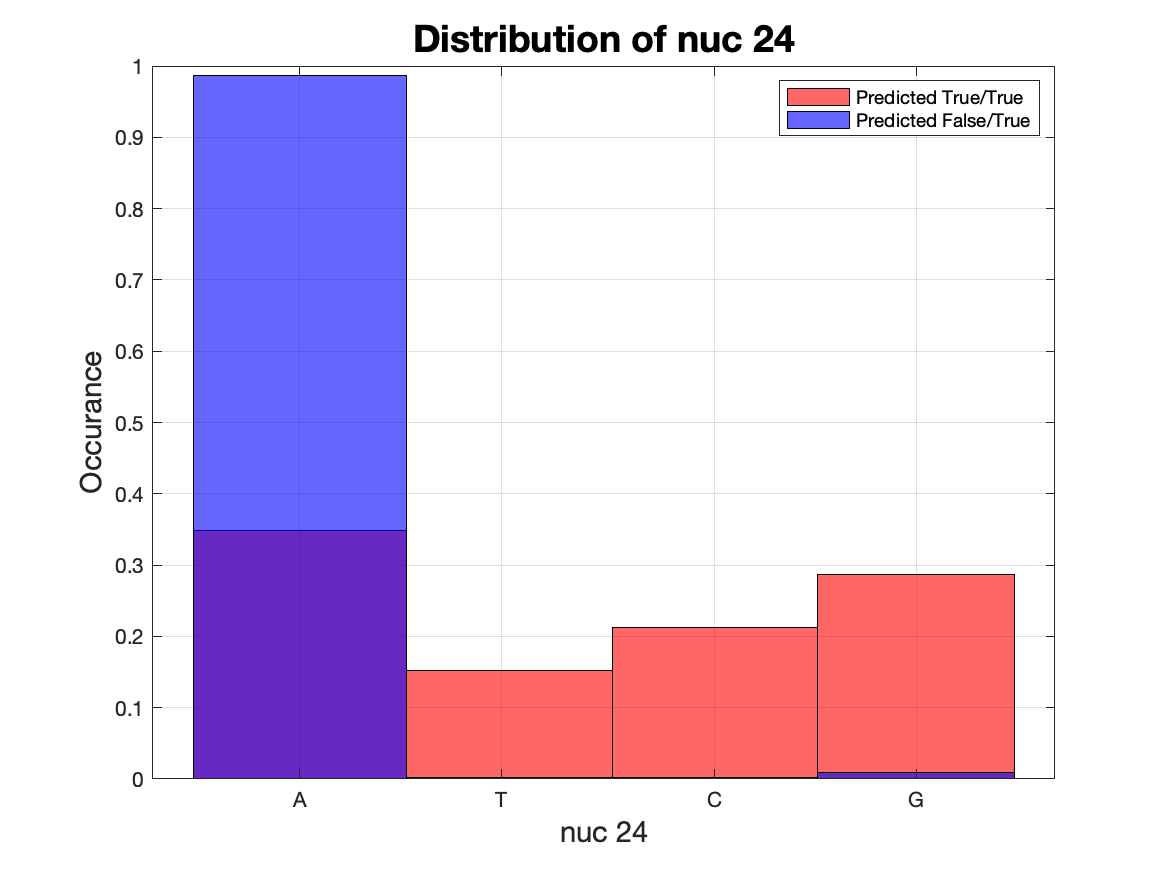 Distribution of nuc 24
Predicted True/True
Predicted False/True
1
0.9
0.8
0.7
0.6
0.5
0.4
0.3
0.2
0.1
0
Occurance
A T C G
nuc 24